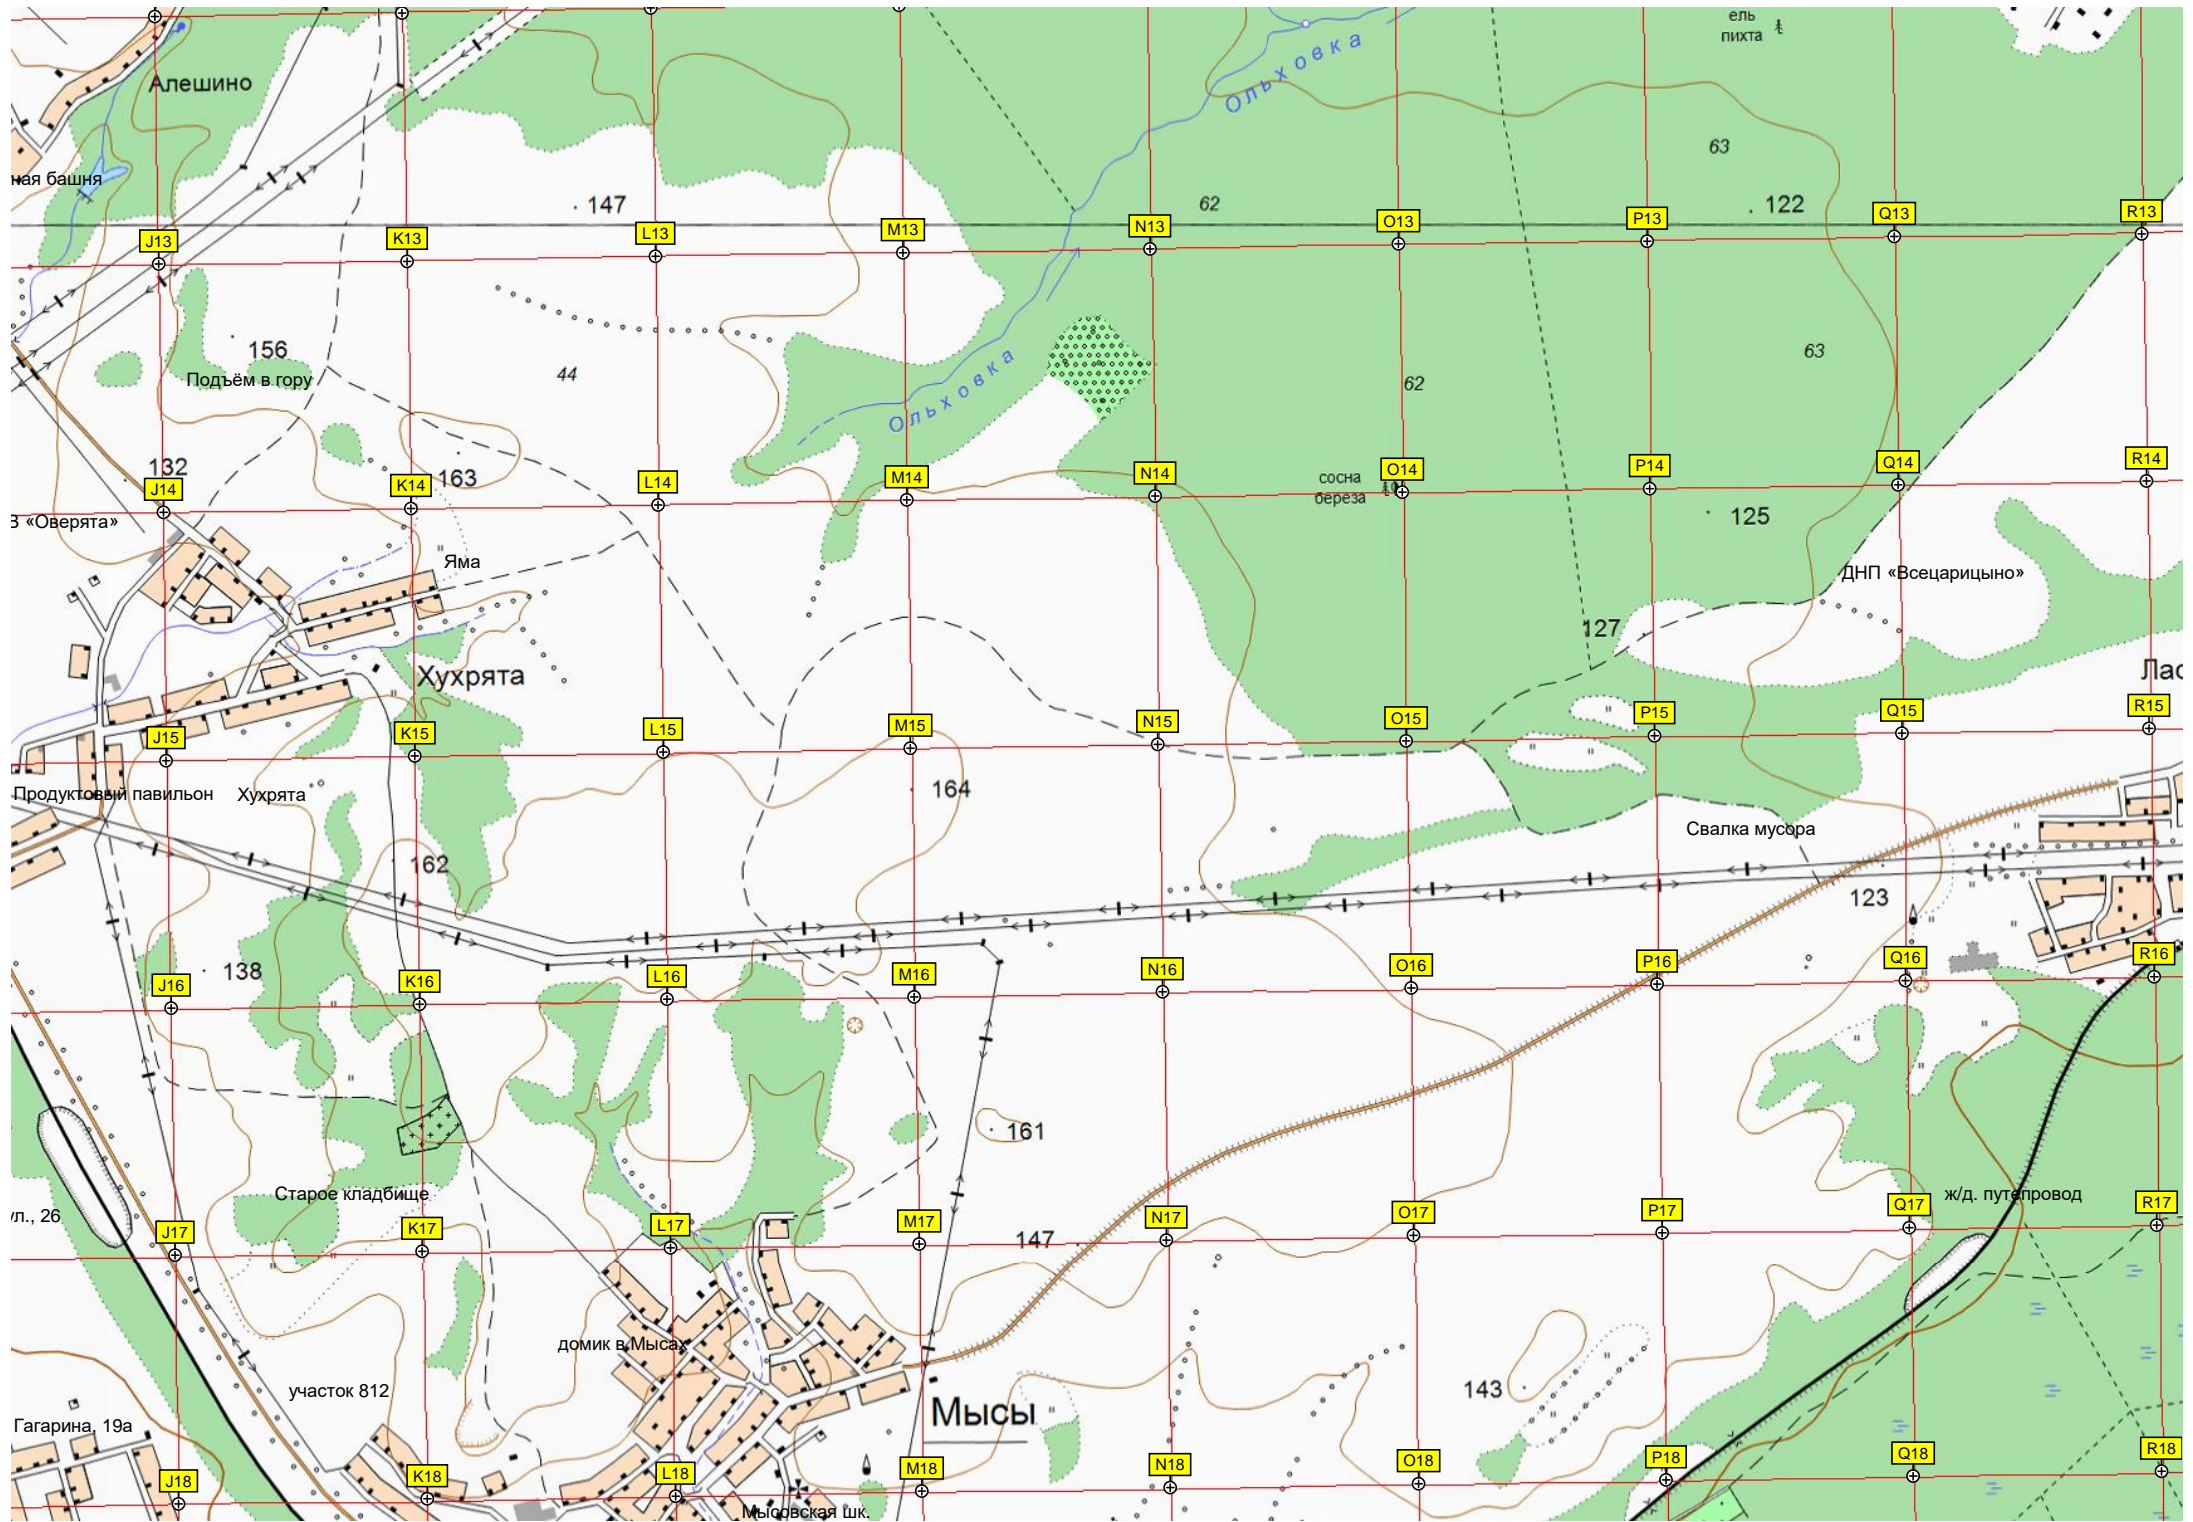 ель
пихта
Ольховка
Алешино
63
ная башня
147
62
122
J13
K13
L13
M13
N13
O13
P13
Q13
R13
156
44
Подъём в гору
Ольховка
62
63
132
163
J14
K14
L14
M14
N14
сосна
береза
O14
P14
Q14
R14
В «Оверята»
125
Яма
ДНП «Всецарицыно»
127
Хухрята
Лас
J15
K15
L15
M15
N15
O15
P15
Q15
R15
Продуктовый павильон
Хухрята
164
Свалка мусора
162
123
138
J16
K16
L16
M16
N16
O16
P16
Q16
R16
161
Старое кладбище
ж/д. путепровод
ул., 26
J17
K17
L17
M17
147
N17
O17
P17
Q17
R17
домик в Мысах
участок 812
143
Мысы
Гагарина, 19а
J18
K18
L18
M18
N18
O18
P18
Q18
R18
Мысовская шк.